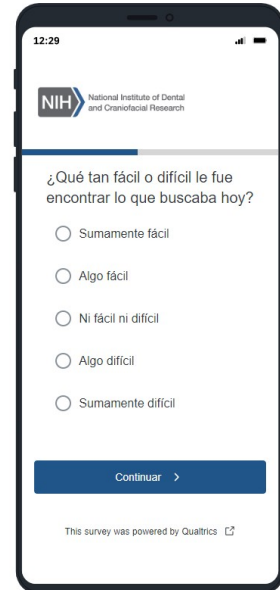 12:29
NIH
National Institute of Dental
and Craniofacial Research
¿Qué tan fácil o difícil le fue
encontrar lo que buscaba hoy?
Sumamente fácil
Algo fácil
Ni fácil ni difícil
Algo difícil
Sumamente difícil
Continuar
This survey was powered by Qualtrics